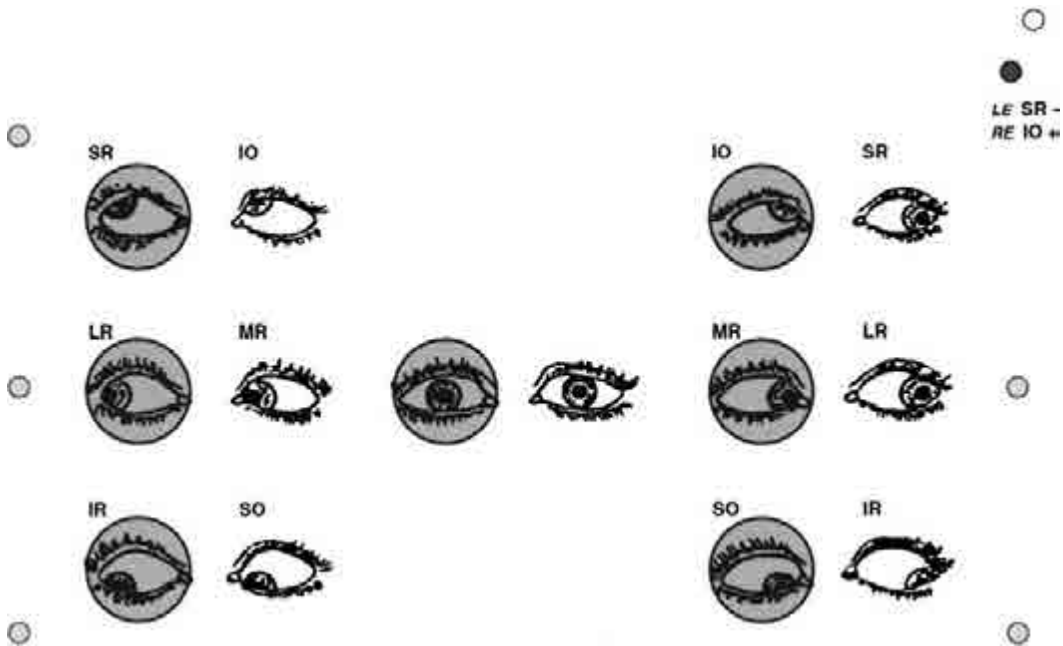 LE SR –
RE IO +
SR IO IO SR
LR MR MR LR
IR SO SO IR